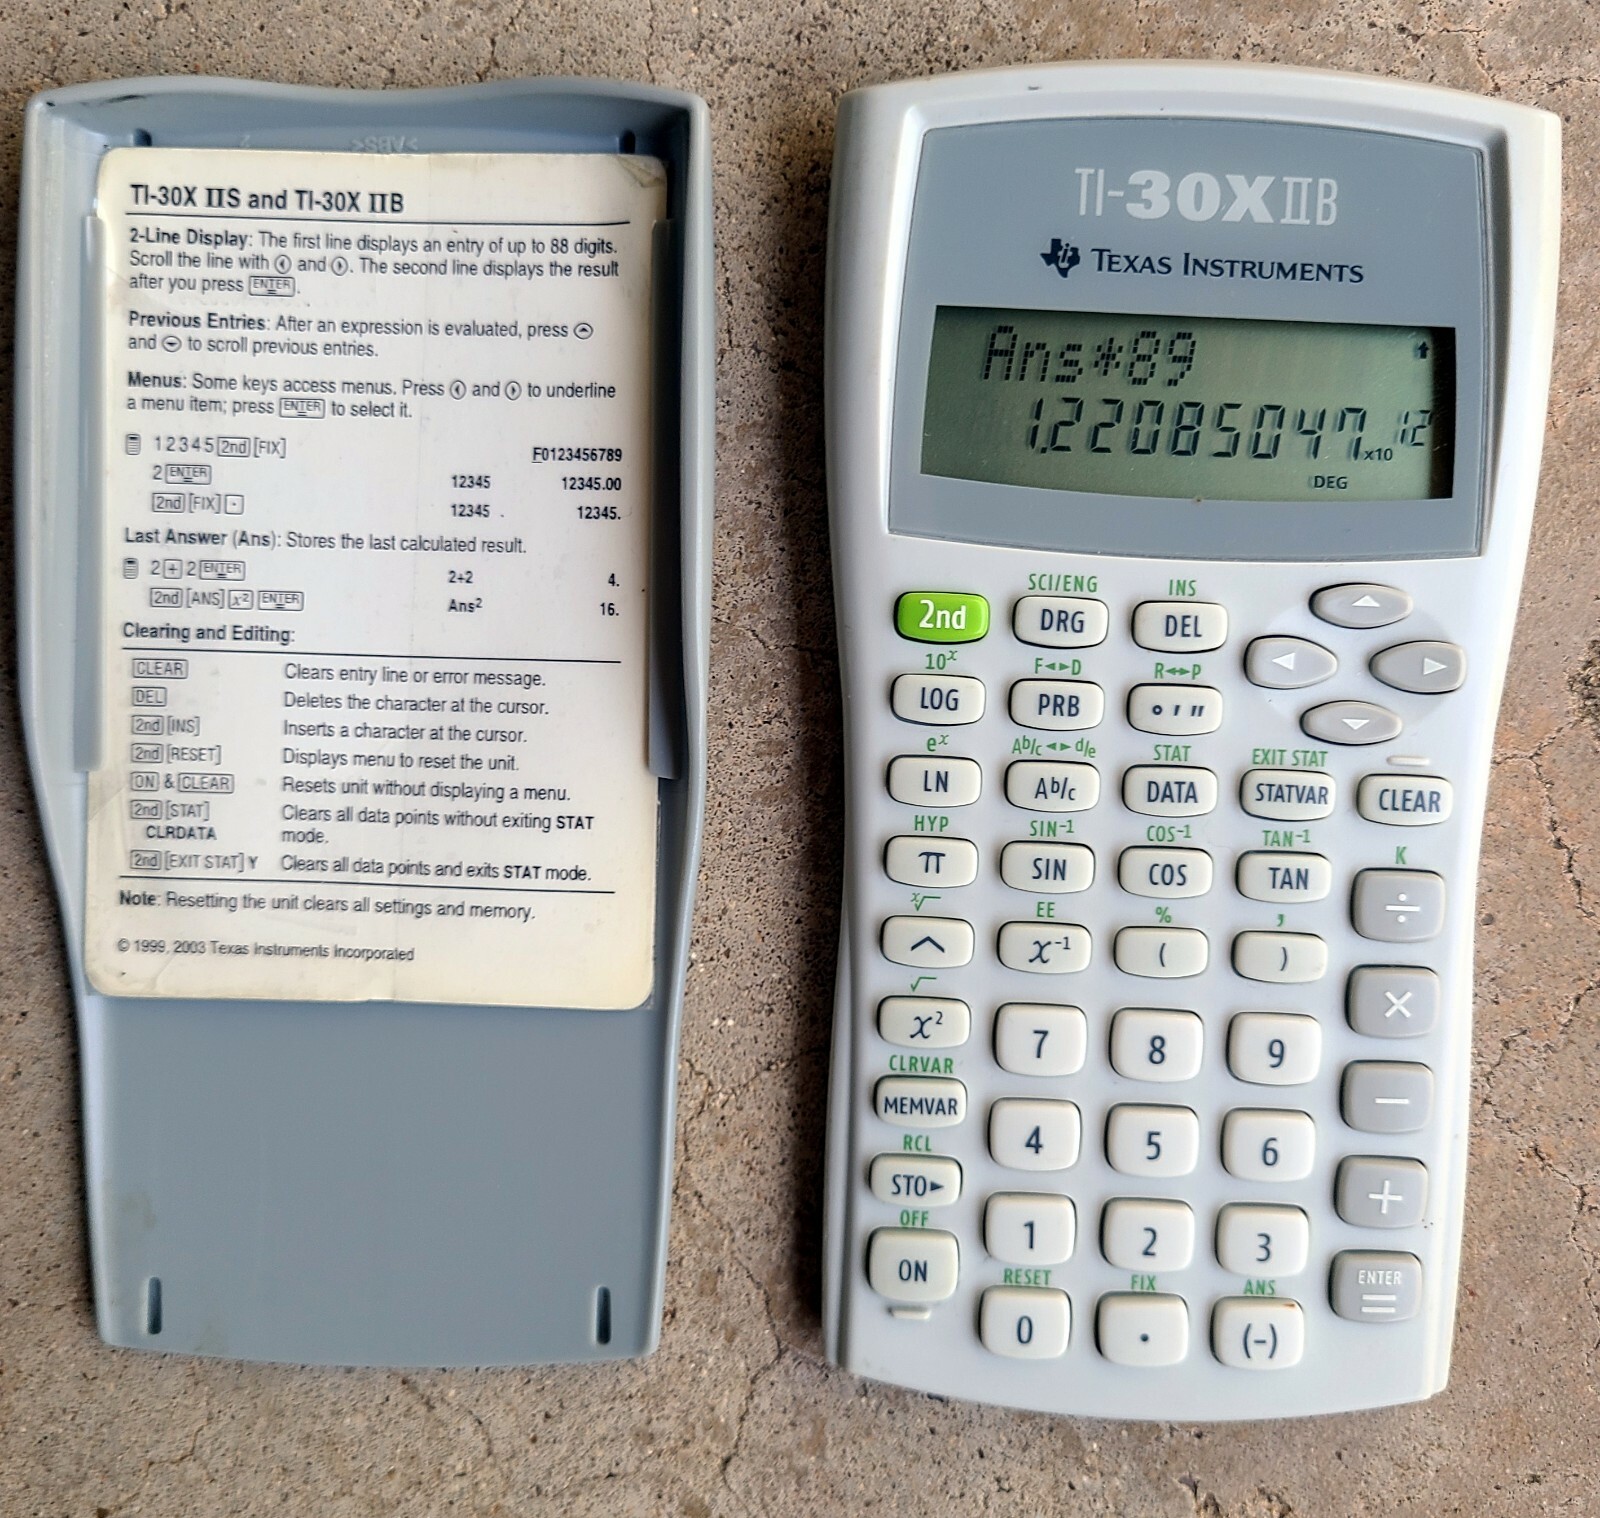 TI-30X IIS and TI-30X IIB
2-Line Display: The first line displays an entry of up to 88 digits.
Scroll the line with ◀ and ▶. The second line displays the result
after you press ENTER.
Previous Entries: After an expression is evaluated, press ▲
and ▼ to scroll previous entries.
Menus: Some keys access menus. Press ◀ and ▶ to underline
a menu item; press ENTER to select it.
12345 2nd [FIX] F0123456789
2 ENTER 12345 12345.00
2nd [FIX] · 12345 . 12345.
Last Answer (Ans): Stores the last calculated result.
2 + 2 ENTER 2+2 4.
2nd [ANS] x² ENTER Ans² 16.
Clearing and Editing:
CLEAR Clears entry line or error message.
DEL Deletes the character at the cursor.
2nd [INS] Inserts a character at the cursor.
2nd [RESET] Displays menu to reset the unit.
ON & CLEAR Resets unit without displaying a menu.
2nd [STAT] Clears all data points without exiting STAT
CLRDATA mode.
2nd [EXIT STAT] Y Clears all data points and exits STAT mode.
Note: Resetting the unit clears all settings and memory.
© 1999, 2003 Texas Instruments Incorporated
>ABS<
TI-30X IIB
TEXAS INSTRUMENTS
Ans*89
1.22085047 x10 12
DEG
SCI/ENG INS
2nd DRG DEL
10ˣ F◄►D R◄►P
LOG PRB ° ′ ″
eˣ Ab/c◄►d/e STAT EXIT STAT
LN Ab/c DATA STATVAR CLEAR
HYP SIN⁻¹ COS⁻¹ TAN⁻¹ K
π SIN COS TAN ÷
ˣ√ EE % ,
^ x⁻¹ ( ) ×
√
x² 7 8 9 −
CLRVAR
MEMVAR 4 5 6
RCL
STO► 1 2 3 +
OFF
ON
RESET FIX ANS
0 . (-) ENTER =